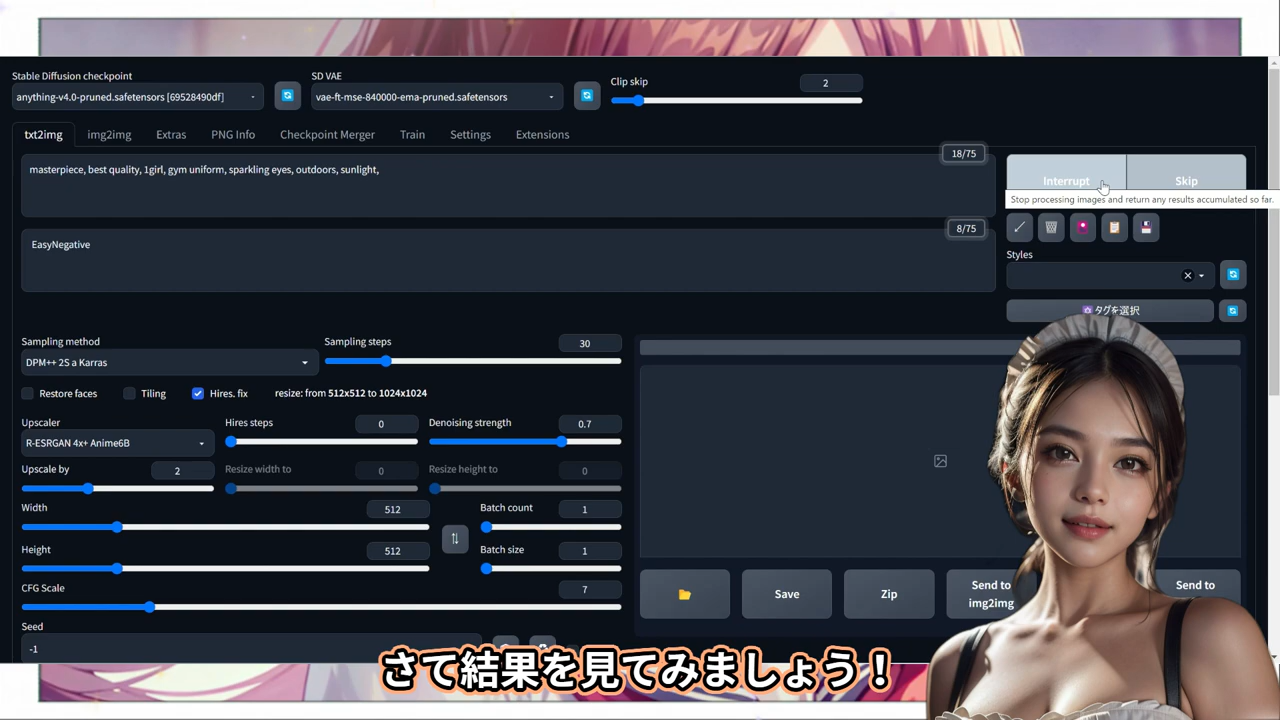 Stable Diffusion checkpoint
anything-v4.0-pruned.safetensors [69528490df]
SD VAE
vae-ft-mse-840000-ema-pruned.safetensors
Clip skip
2
txt2img
img2img
Extras
PNG Info
Checkpoint Merger
Train
Settings
Extensions
masterpiece, best quality, 1girl, gym uniform, sparkling eyes, outdoors, sunlight,
18/75
Interrupt
Skip
Stop processing images and return any results accumulated so far.
EasyNegative
8/75
Styles
タグを選択
Sampling method
DPM++ 2S a Karras
Sampling steps
30
Restore faces
Tiling
Hires. fix
resize: from 512x512 to 1024x1024
Upscaler
R-ESRGAN 4x+ Anime6B
Hires steps
0
Denoising strength
0.7
Upscale by
2
Resize width to
0
Resize height to
0
Width
512
Height
512
Batch count
1
Batch size
1
CFG Scale
7
Seed
-1
Save
Zip
Send to
img2img
Send to
さて結果を見てみましょう！